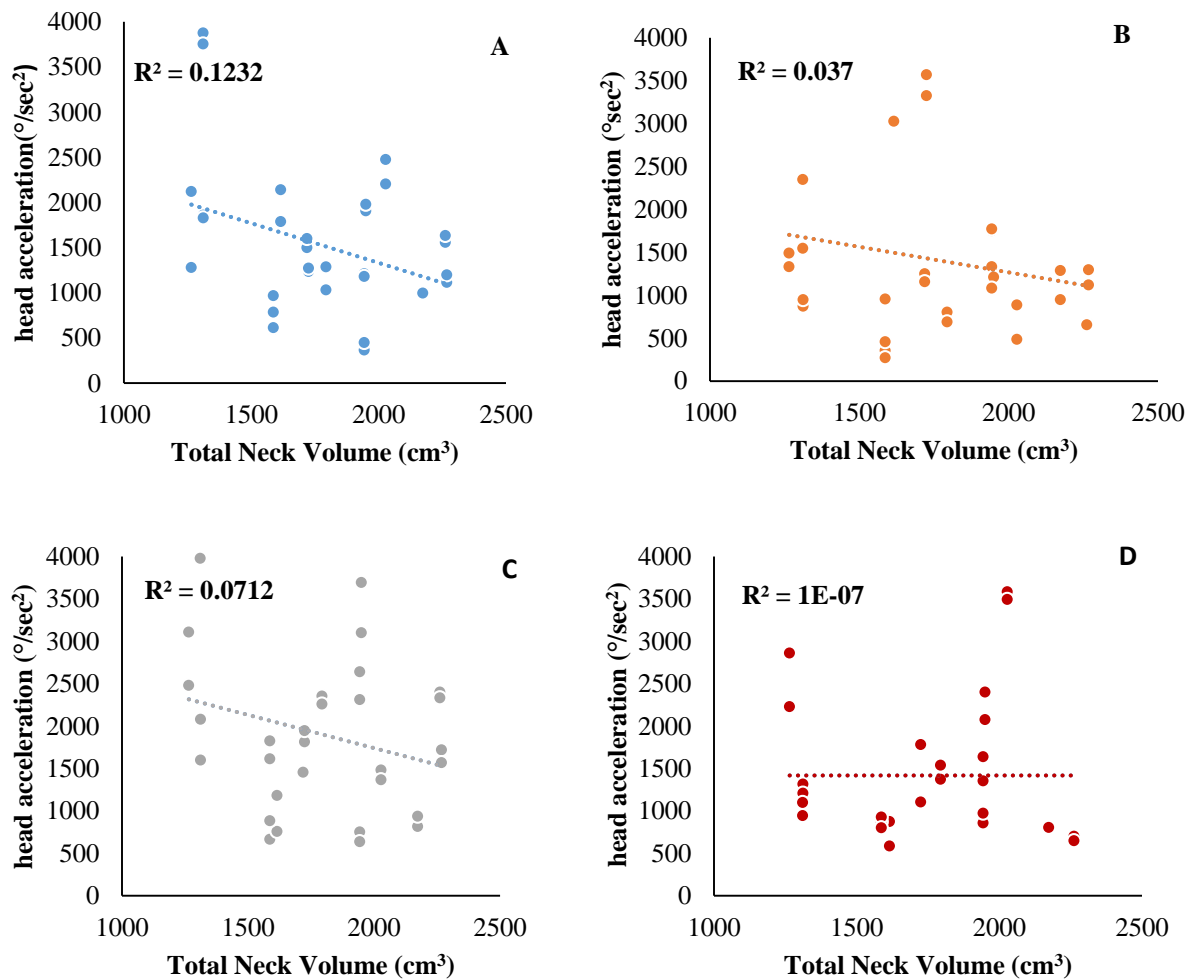 A
R² = 0.1232
head acceleration(°/sec²)
4000
3500
3000
2500
2000
1500
1000
500
0
1000 1500 2000 2500
Total Neck Volume (cm³)
B
R² = 0.037
head acceleration (°sec²)
4000
3500
3000
2500
2000
1500
1000
500
0
1000 1500 2000 2500
Total Neck Volume (cm³)
C
R² = 0.0712
head acceleration (°/sec²)
4000
3500
3000
2500
2000
1500
1000
500
0
1000 1500 2000 2500
Total Neck Volume (cm³)
D
R² = 1E-07
head acceleration (°/sec²)
4000
3500
3000
2500
2000
1500
1000
500
0
1000 1500 2000 2500
Total Neck Volume (cm³)